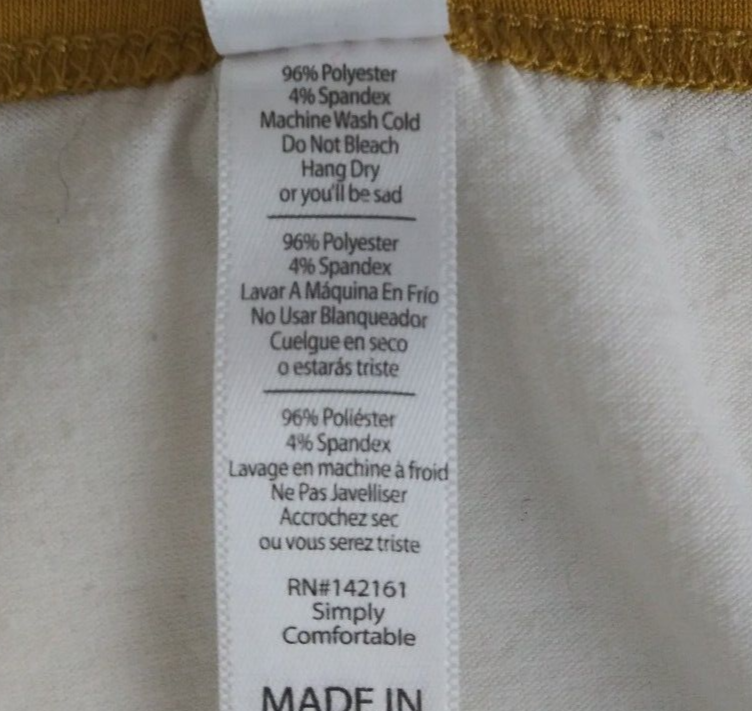 96% Polyester
4% Spandex
Machine Wash Cold
Do Not Bleach
Hang Dry
or you'll be sad
96% Polyester
4% Spandex
Lavar A Máquina En Frío
No Usar Blanqueador
Cuelgue en seco
o estarás triste
96% Poliéster
4% Spandex
Lavage en machine à froid
Ne Pas Javelliser
Accrochez sec
ou vous serez triste
RN#142161
Simply
Comfortable
MADE IN